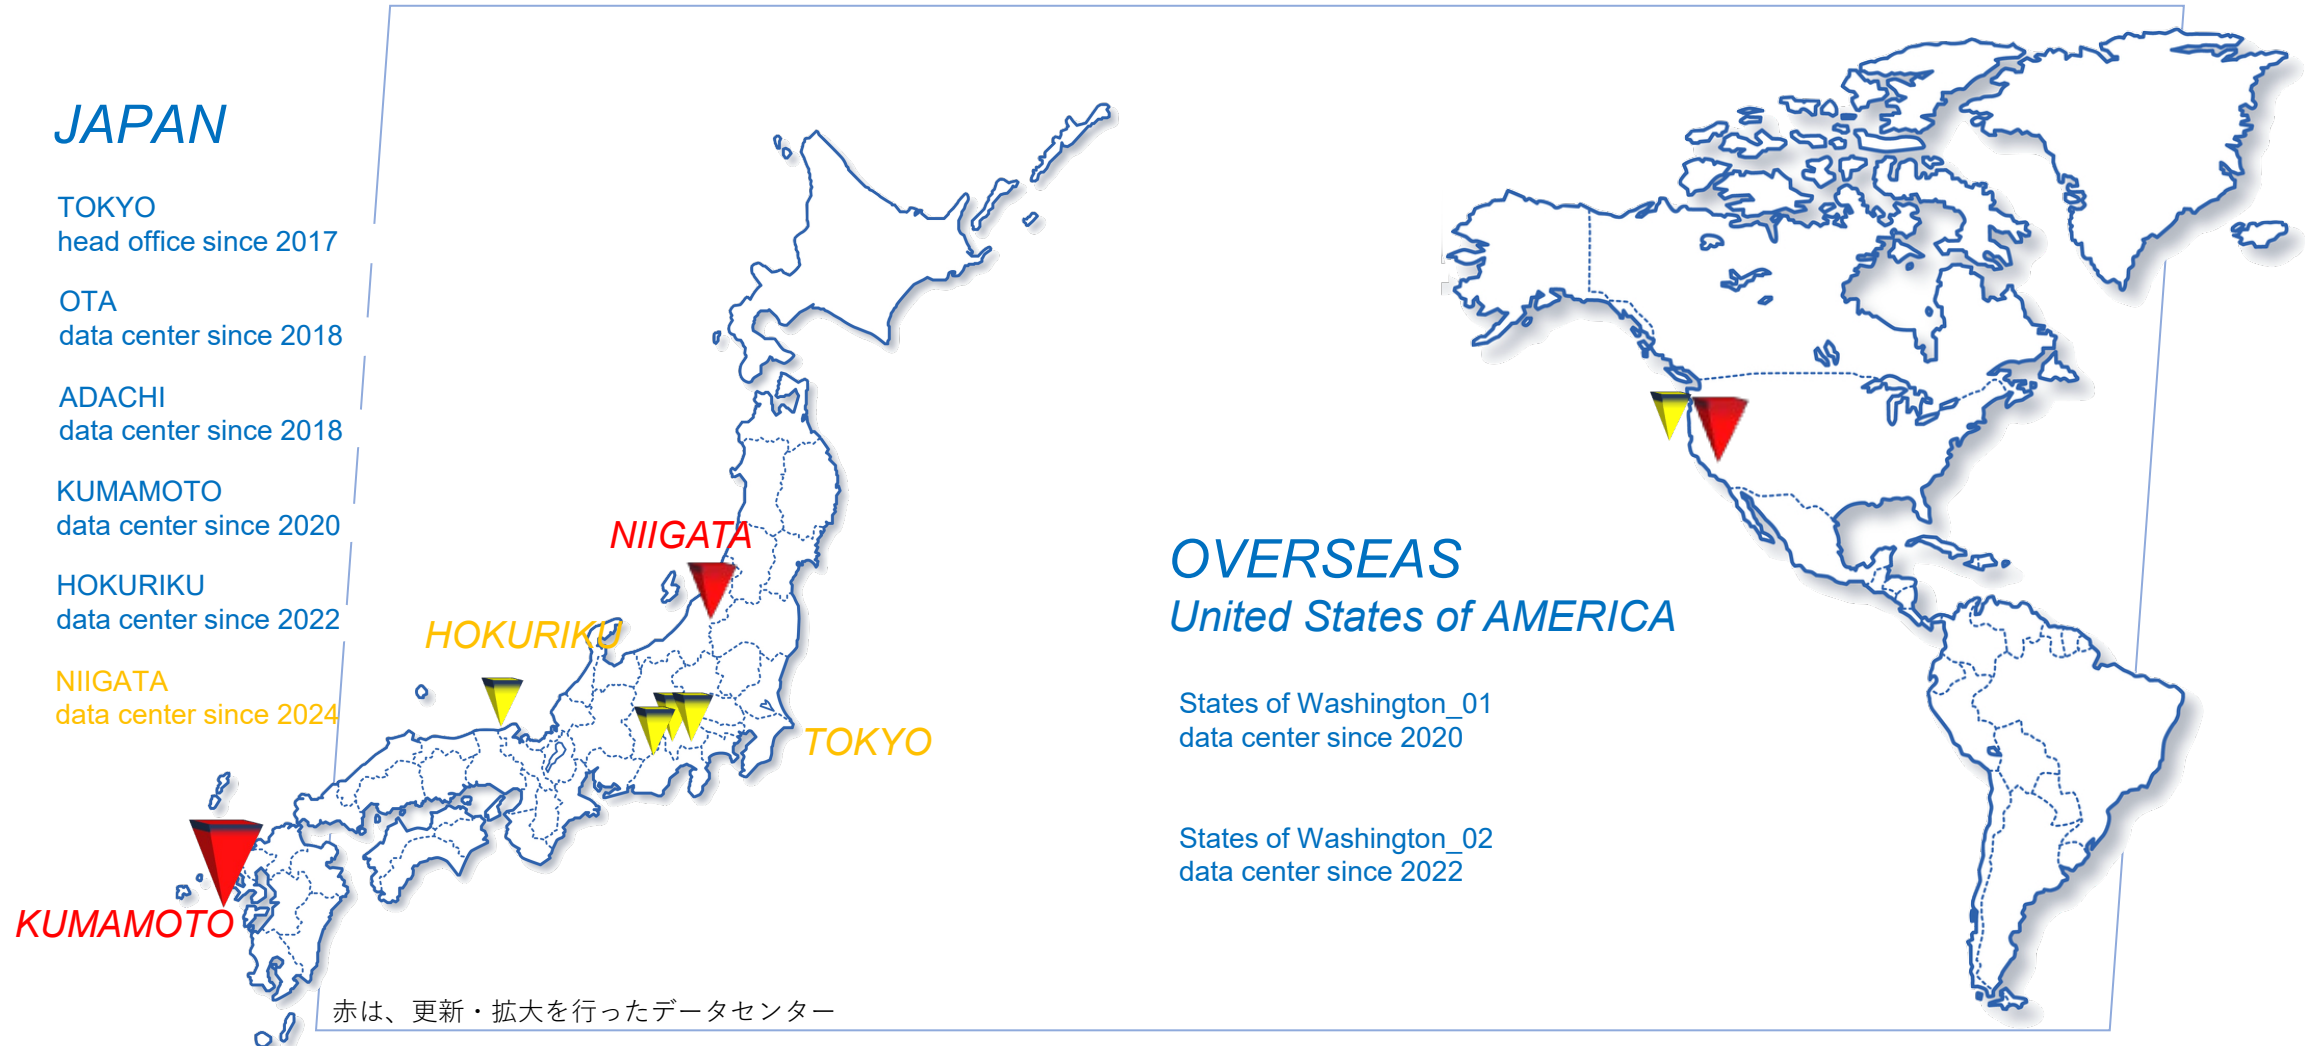 JAPAN
TOKYO
head office since 2017
OTA
data center since 2018
ADACHI
data center since 2018
KUMAMOTO
data center since 2020
HOKURIKU
data center since 2022
NIIGATA
data center since 2024
NIIGATA
HOKURIKU
TOKYO
KUMAMOTO
赤は、更新・拡大を行ったデータセンター
OVERSEAS
United States of AMERICA
States of Washington_01
data center since 2020
States of Washington_02
data center since 2022